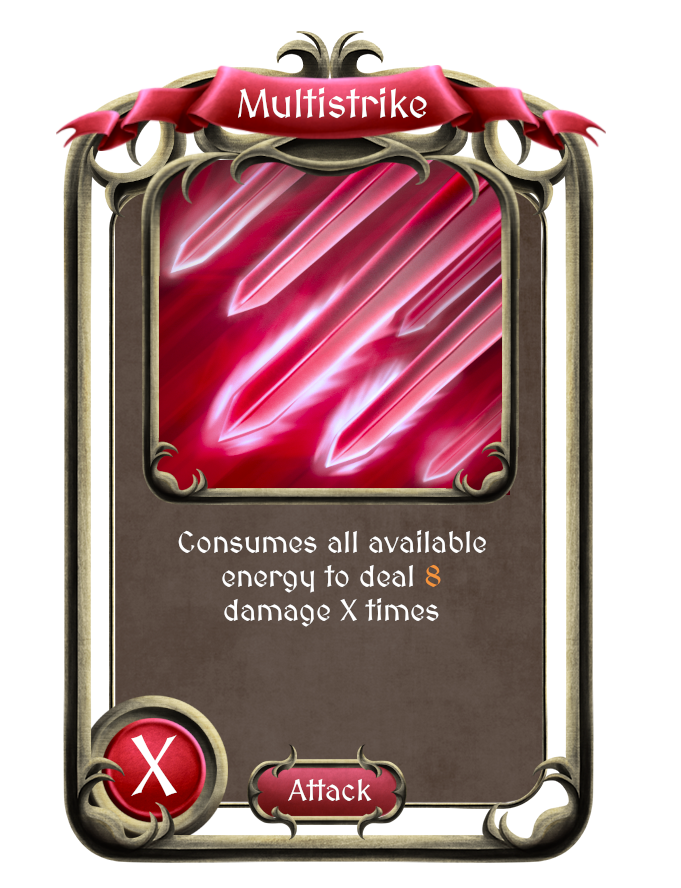 Multistrike
Consumes all available
energy to deal 8
damage X times
X
Attack